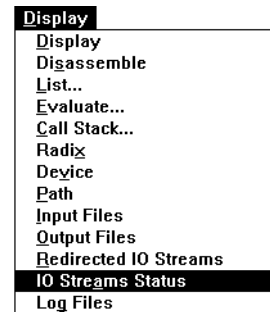 Display
Display
Disassemble
List...
Evaluate...
Call Stack...
Radix
Device
Path
Input Files
Output Files
Redirected IO Streams
IO Streams Status
Log Files